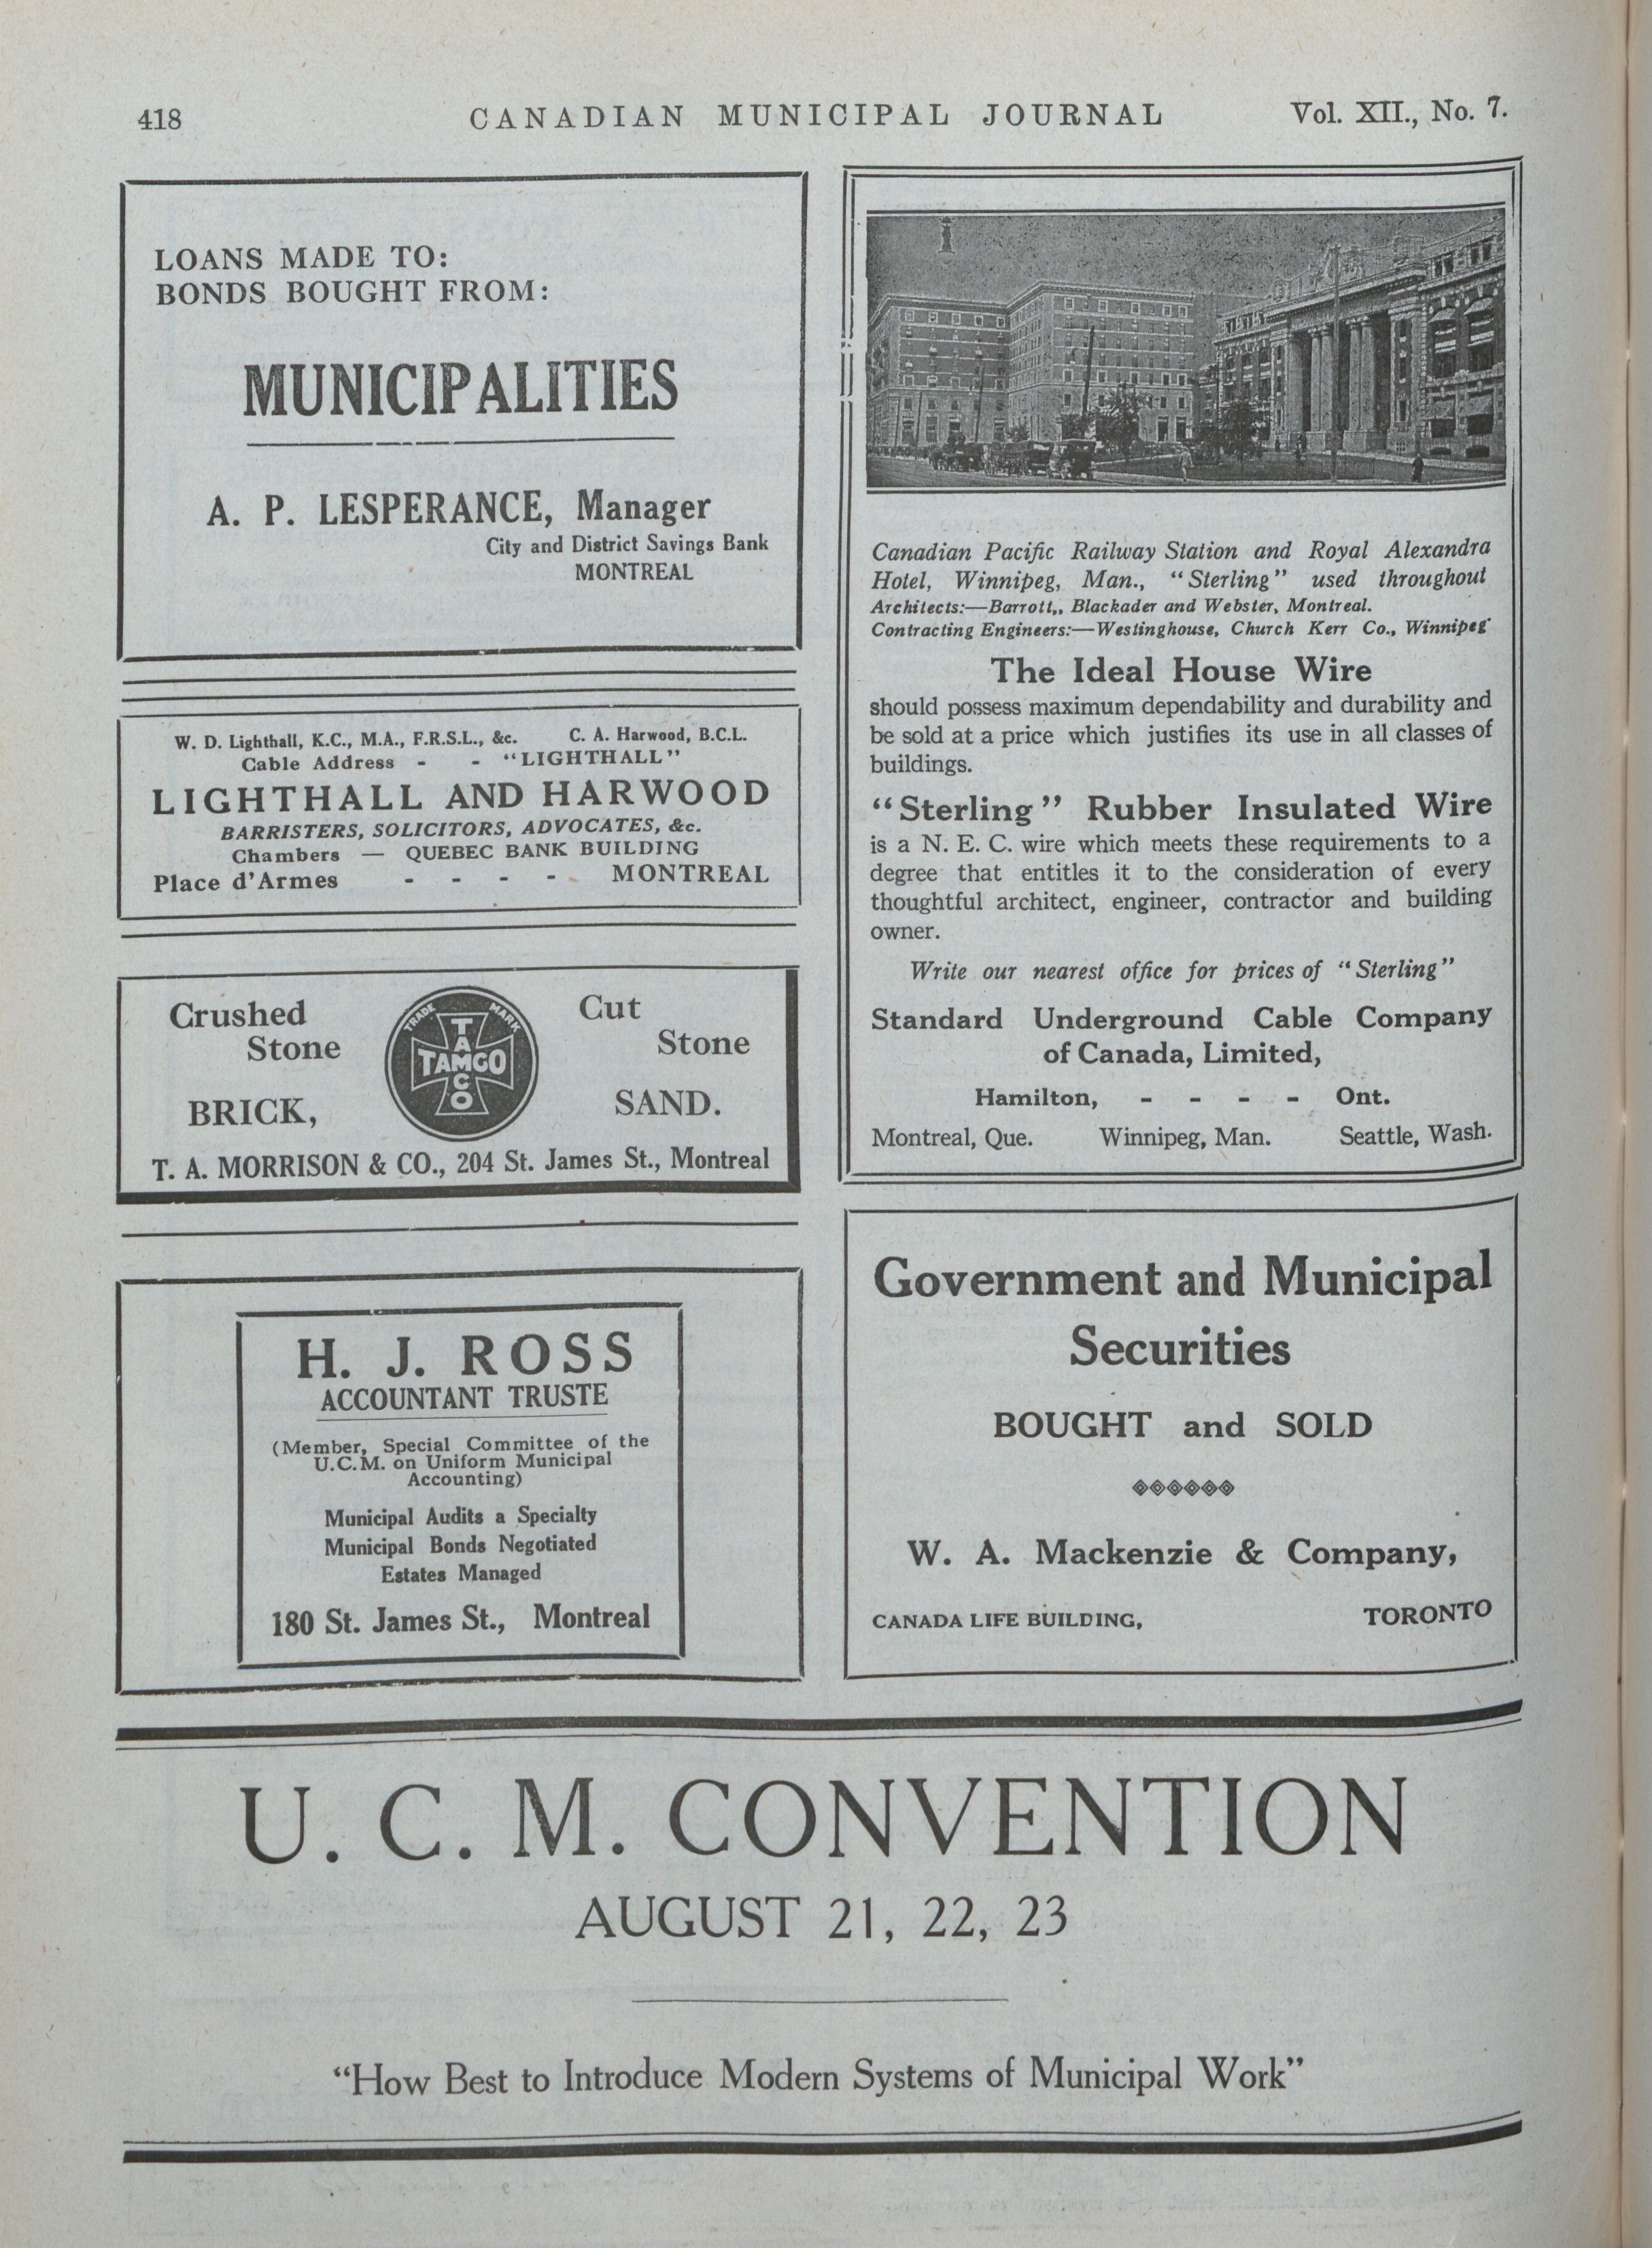 418
CANADIAN MUNICIPAL JOURNAL
Vol. XII., No. 7.
LOANS MADE TO:
BONDS BOUGHT FROM:
MUNICIPALITIES
A. P. LESPERANCE, Manager
City and District Savings Bank
MONTREAL
W. D. Lighthall, K.C., M.A., F.R.S.L., &c. C. A. Harwood, B.C.L.
Cable Address - - "LIGHTHALL"
LIGHTHALL AND HARWOOD
BARRISTERS, SOLICITORS, ADVOCATES, &c.
Chambers — QUEBEC BANK BUILDING
Place d'Armes - - - - MONTREAL
Crushed
Stone
BRICK,
TRADE MARK
TAMCO
TAMCO
Cut
Stone
SAND.
T. A. MORRISON & CO., 204 St. James St., Montreal
H. J. ROSS
ACCOUNTANT TRUSTE
(Member, Special Committee of the
U.C.M. on Uniform Municipal
Accounting)
Municipal Audits a Specialty
Municipal Bonds Negotiated
Estates Managed
180 St. James St., Montreal
Canadian Pacific Railway Station and Royal Alexandra
Hotel, Winnipeg, Man., "Sterling" used throughout
Architects:—Barrott,, Blackader and Webster, Montreal.
Contracting Engineers:—Westinghouse, Church Kerr Co., Winnipeg
The Ideal House Wire
should possess maximum dependability and durability and
be sold at a price which justifies its use in all classes of
buildings.
"Sterling" Rubber Insulated Wire
is a N. E. C. wire which meets these requirements to a
degree that entitles it to the consideration of every
thoughtful architect, engineer, contractor and building
owner.
Write our nearest office for prices of "Sterling"
Standard Underground Cable Company
of Canada, Limited,
Hamilton, - - - - Ont.
Montreal, Que. Winnipeg, Man. Seattle, Wash.
Government and Municipal
Securities
BOUGHT and SOLD
W. A. Mackenzie & Company,
CANADA LIFE BUILDING, TORONTO
U. C. M. CONVENTION
AUGUST 21, 22, 23
"How Best to Introduce Modern Systems of Municipal Work"